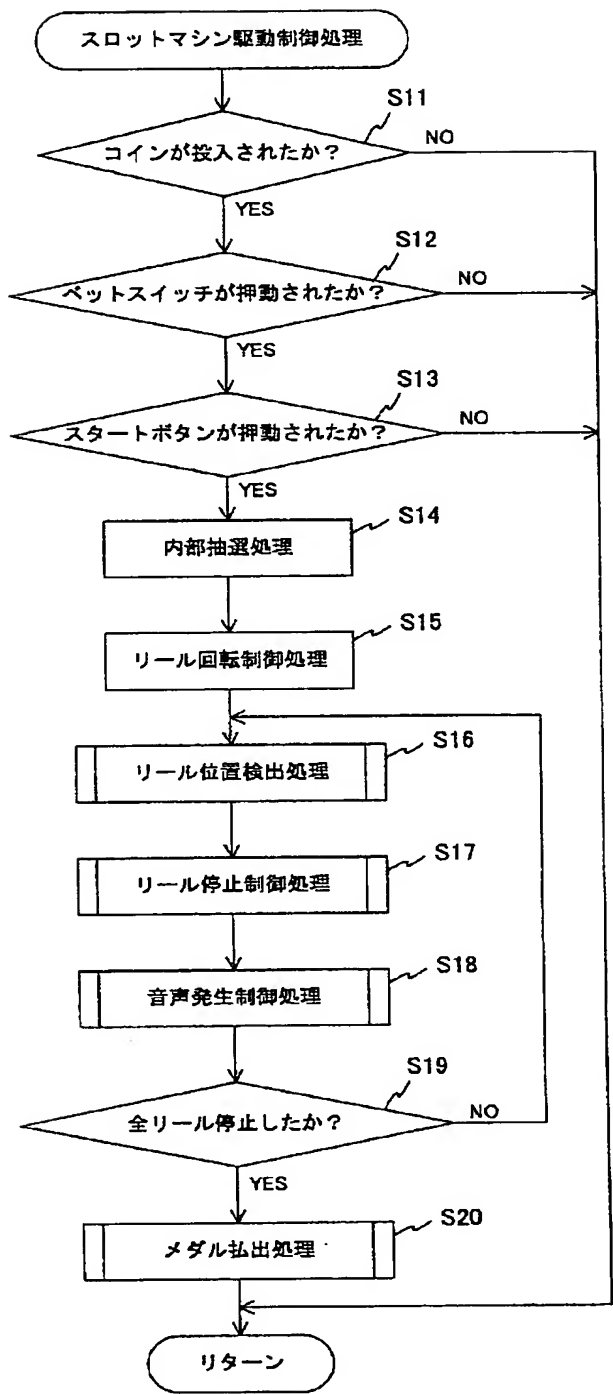 スロットマシン駆動制御処理
S11
コインが投入されたか？
NO
YES
S12
ベットスイッチが押動されたか？
NO
YES
S13
スタートボタンが押動されたか？
NO
YES
S14
内部抽選処理
S15
リール回転制御処理
S16
リール位置検出処理
S17
リール停止制御処理
S18
音声発生制御処理
S19
全リール停止したか？
NO
YES
S20
メダル払出処理
リターン